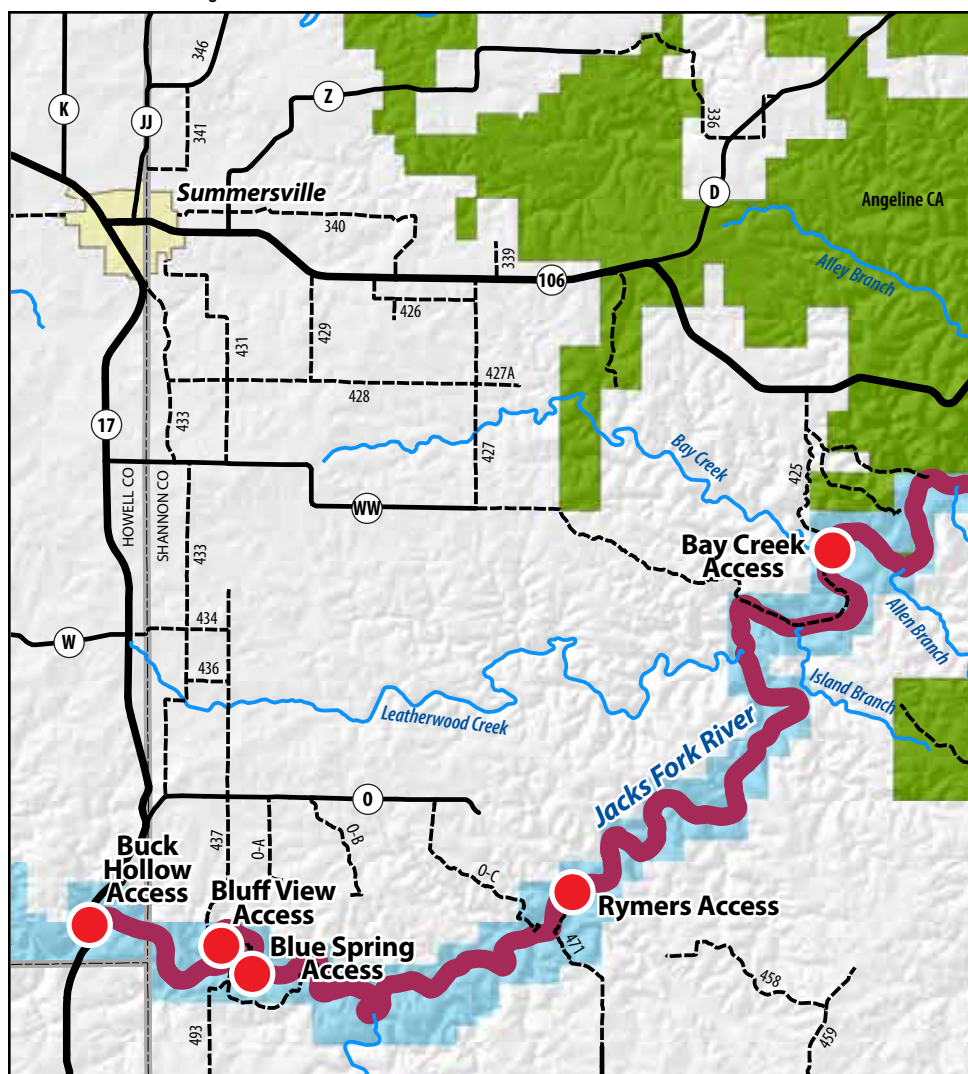 346
K
JJ
341
Z
336
D
Summersville
340
Angeline CA
339
Alley Branch
106
426
429
431
427A
428
433
17
427
Bay Creek
425
WW
HOWELL CO
SHANNON CO
433
Bay Creek
Access
Allen Branch
434
W
436
Island Branch
Leatherwood Creek
Jacks Fork River
O
437
O-A
O-B
O-C
Buck
Hollow
Access
Bluff View
Access
Rymers Access
Blue Spring
Access
471
458
493
459